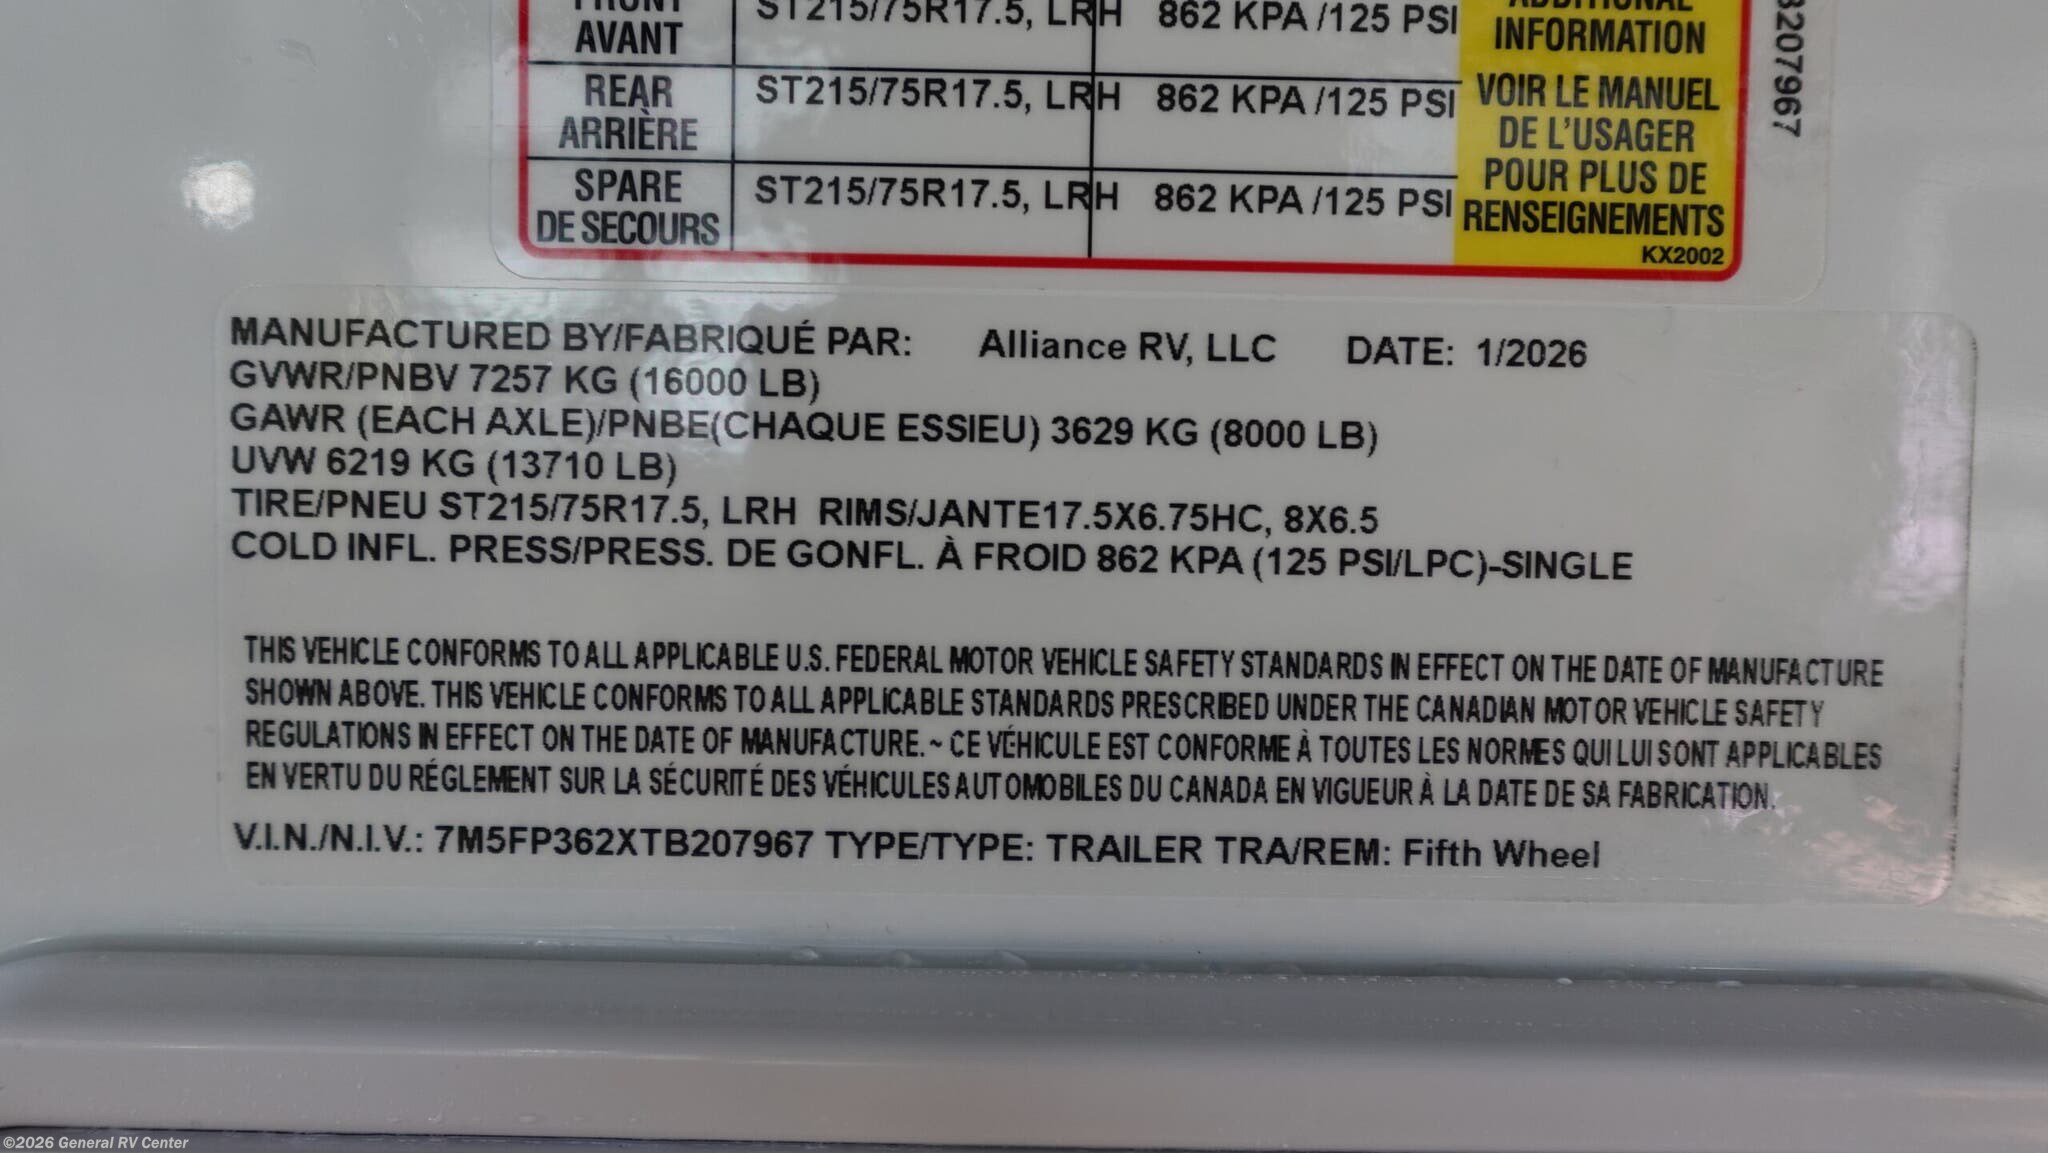 FRONT
AVANT
ST215/75R17.5, LRH
862 KPA /125 PSI
REAR
ARRIÈRE
ST215/75R17.5, LRH
862 KPA /125 PSI
SPARE
DE SECOURS
ST215/75R17.5, LRH
862 KPA /125 PSI
ADDITIONAL
INFORMATION
VOIR LE MANUEL
DE L'USAGER
POUR PLUS DE
RENSEIGNEMENTS
KX2002
207967
MANUFACTURED BY/FABRIQUÉ PAR: Alliance RV, LLC DATE: 1/2026
GVWR/PNBV 7257 KG (16000 LB)
GAWR (EACH AXLE)/PNBE(CHAQUE ESSIEU) 3629 KG (8000 LB)
UVW 6219 KG (13710 LB)
TIRE/PNEU ST215/75R17.5, LRH RIMS/JANTE17.5X6.75HC, 8X6.5
COLD INFL. PRESS/PRESS. DE GONFL. À FROID 862 KPA (125 PSI/LPC)-SINGLE
THIS VEHICLE CONFORMS TO ALL APPLICABLE U.S. FEDERAL MOTOR VEHICLE SAFETY STANDARDS IN EFFECT ON THE DATE OF MANUFACTURE
SHOWN ABOVE. THIS VEHICLE CONFORMS TO ALL APPLICABLE STANDARDS PRESCRIBED UNDER THE CANADIAN MOTOR VEHICLE SAFETY
REGULATIONS IN EFFECT ON THE DATE OF MANUFACTURE. ~ CE VÉHICULE EST CONFORME À TOUTES LES NORMES QUI LUI SONT APPLICABLES
EN VERTU DU RÉGLEMENT SUR LA SÉCURITÉ DES VÉHICULES AUTOMOBILES DU CANADA EN VIGUEUR À LA DATE DE SA FABRICATION.
V.I.N./N.I.V.: 7M5FP362XTB207967 TYPE/TYPE: TRAILER TRA/REM: Fifth Wheel
©2026 General RV Center